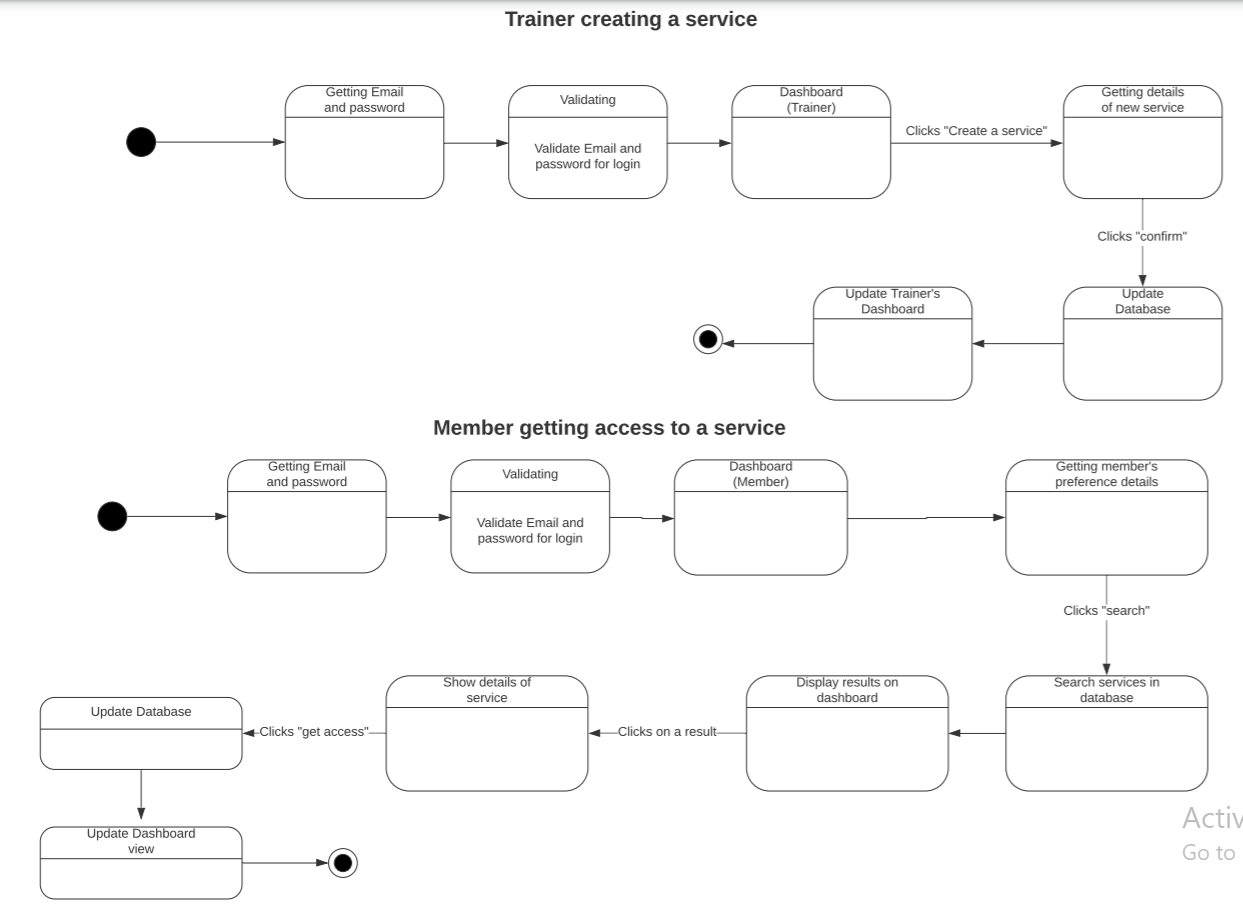 Trainer creating a service
Getting Email
and password
Validating
Validate Email and
password for login
Dashboard
(Trainer)
Clicks "Create a service"
Getting details
of new service
Clicks "confirm"
Update
Database
Update Trainer's
Dashboard
Member getting access to a service
Getting Email
and password
Validating
Validate Email and
password for login
Dashboard
(Member)
Getting member's
preference details
Clicks "search"
Search services in
database
Display results on
dashboard
Clicks on a result
Show details of
service
Clicks "get access"
Update Database
Update Dashboard
view
Activ
Go to